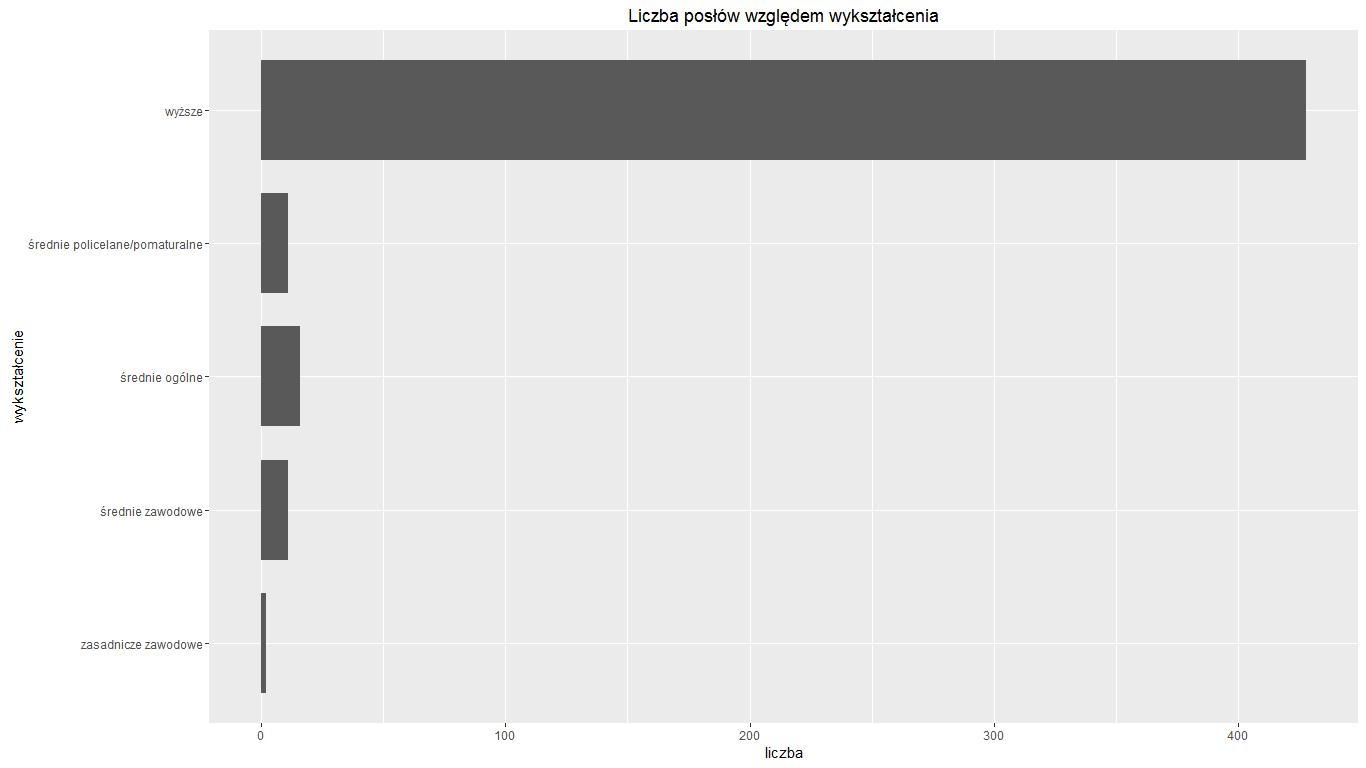 Liczba posłów względem wykształcenia
wyższe
średnie policelane/pomaturalne
średnie ogólne
średnie zawodowe
zasadnicze zawodowe
wykształcenie
0 100 200 300 400
liczba